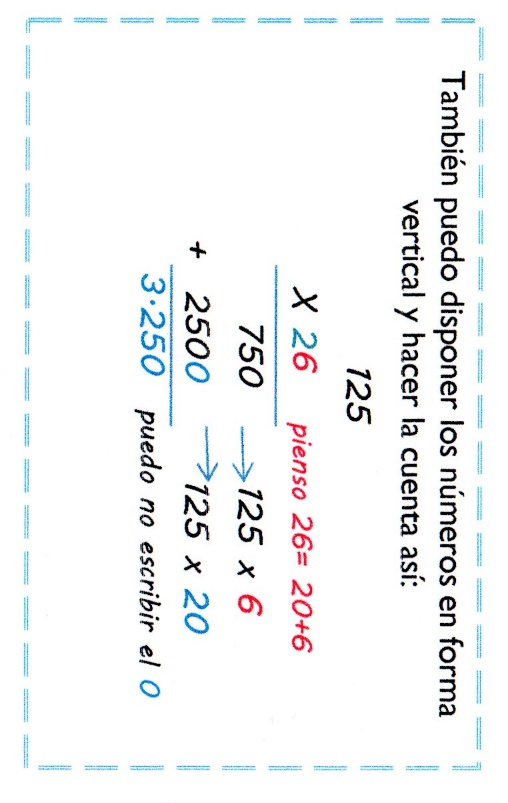 También puedo disponer los números en forma
vertical y hacer la cuenta así:
125
X 26 pienso 26= 20+6
750 → 125 x 6
+ 2500 → 125 x 20
3·250 puedo no escribir el 0